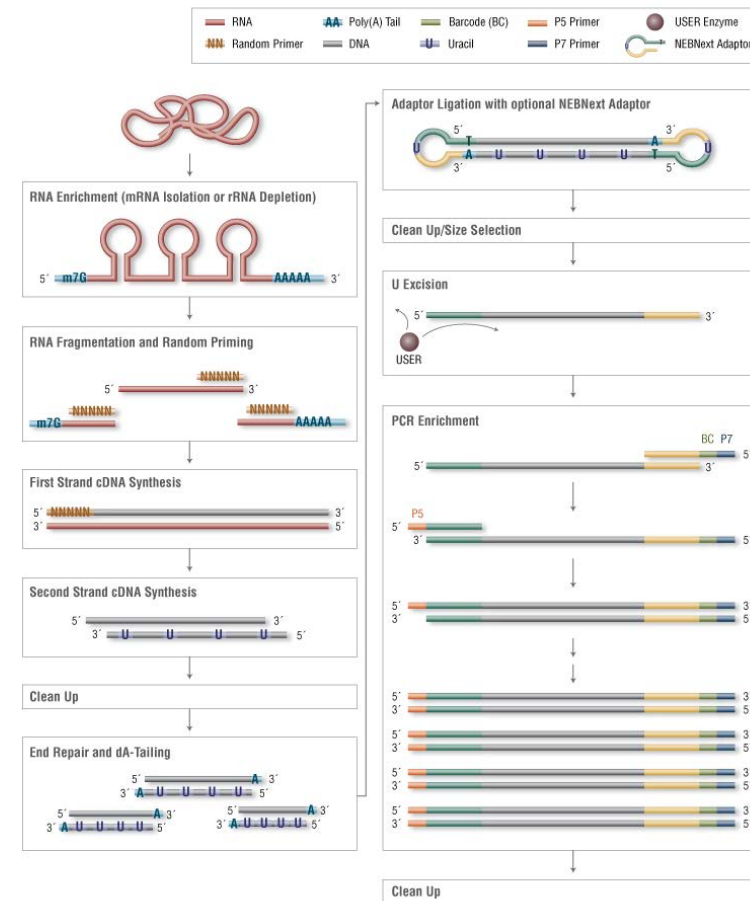 RNA
AA Poly(A) Tail
Barcode (BC)
P5 Primer
USER Enzyme
NN Random Primer
DNA
U Uracil
P7 Primer
NEBNext Adaptor
RNA Enrichment (mRNA Isolation or rRNA Depletion)
5´ m7G AAAAA 3´
RNA Fragmentation and Random Priming
NNNNN
5´ 3´
NNNNN NNNNN
m7G AAAAA
First Strand cDNA Synthesis
5´ NNNNN 3´
3´ 5´
Second Strand cDNA Synthesis
5´ 3´
3´ U U U U 5´
Clean Up
End Repair and dA-Tailing
5´ A 3´
3´ A U U U U 5´
5´ A 3´
3´ A U U U U 5´
5´ A 3´
3´ A U U U U 5´
Adaptor Ligation with optional NEBNext Adaptor
5´ 3´
T A
U U
A U U U U T
3´ 5´
Clean Up/Size Selection
U Excision
5´ 3´
USER
PCR Enrichment
BC P7
5´
5´ 3´
P5
5´
3´ 5´
5´ 3´
3´ 5´
5´ 3´
3´ 5´
5´ 3´
3´ 5´
5´ 3´
3´ 5´
5´ 3´
3´ 5´
Clean Up